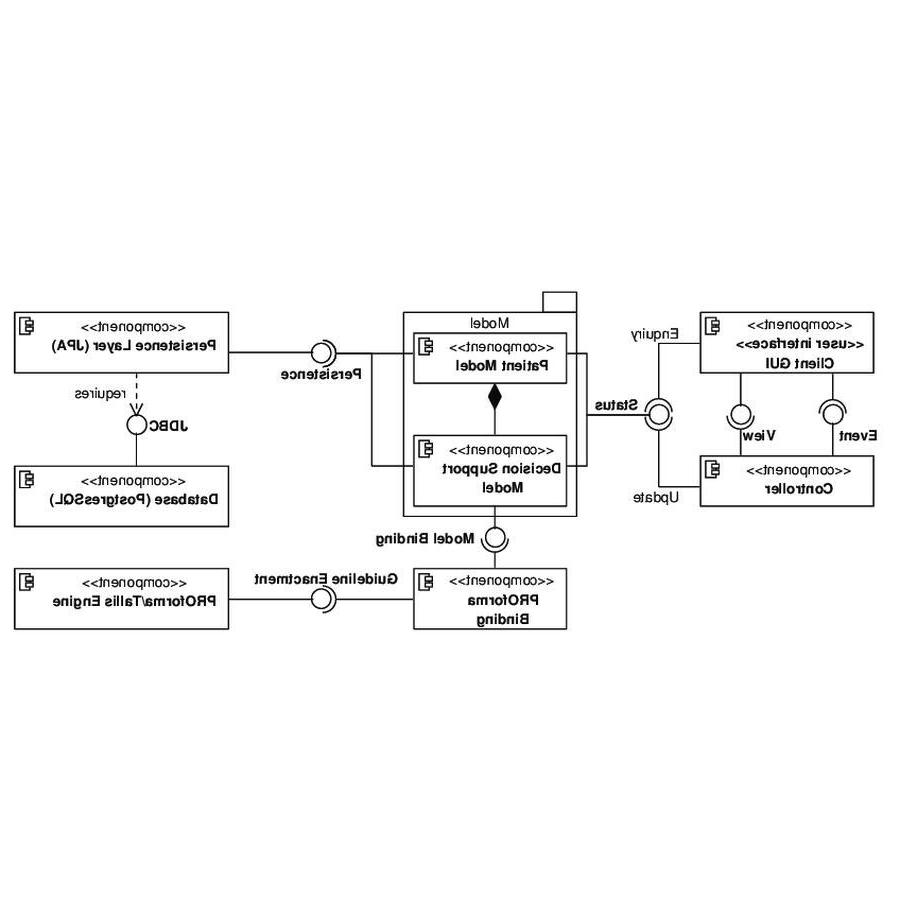 Model
<<component>>
Persistence Layer (JPA)
requires
JDBC
<<component>>
Database (PostgresSQL)
<<component>>
PROforma/Tallis Engine
Persistence
Guideline Enactment
<<component>>
Patient Model
<<component>>
Decision Support
Model
Model Binding
<<component>>
PROforma
Binding
Status
Enquiry
Update
<<component>>
<<user interface>>
Client GUI
View
Event
<<component>>
Controller